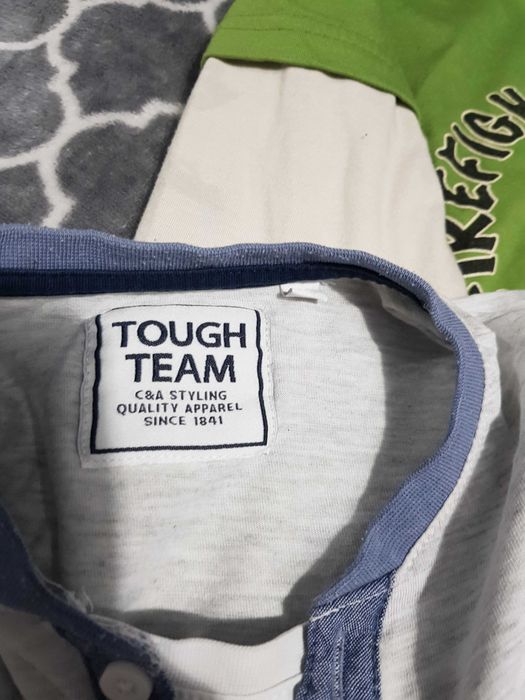 TOUGH
TEAM
C&A STYLING
QUALITY APPAREL
SINCE 1841